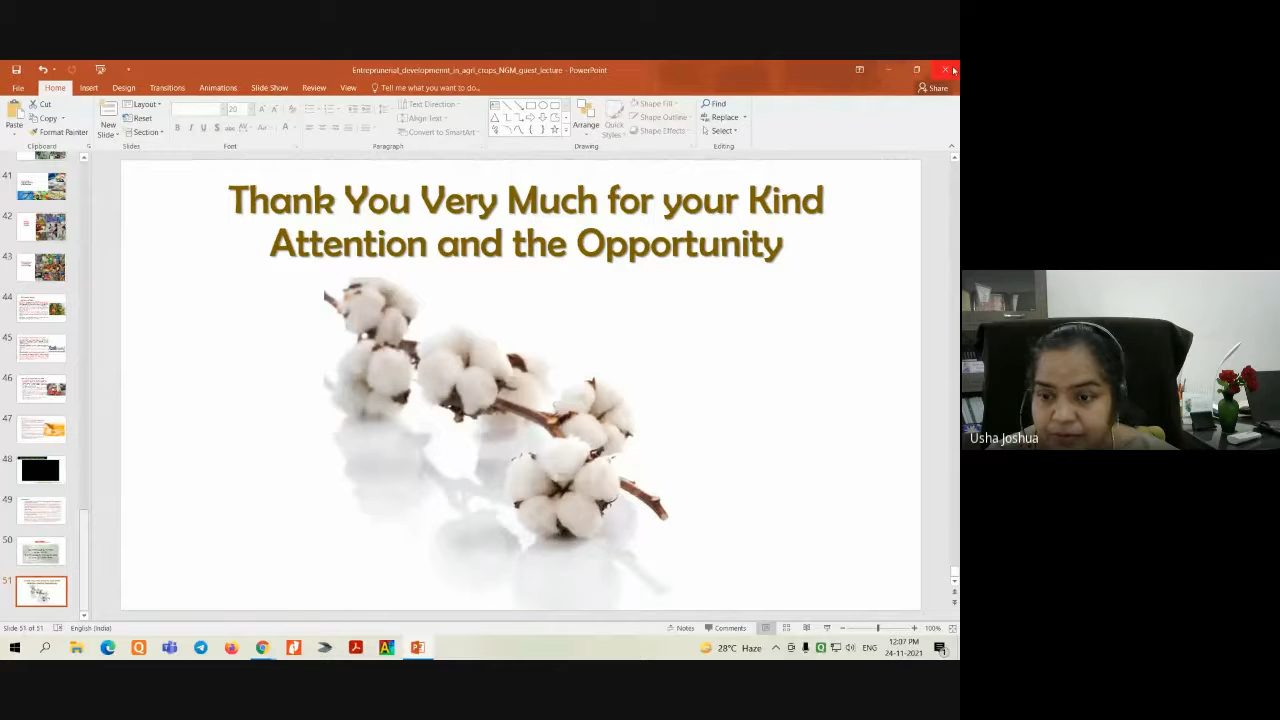 Entreprunerial_developmennt_in_agri_crops_NGM_guest_lecture - PowerPoint
File Home Insert Design Transitions Animations Slide Show Review View Tell me what you want to do... Share
Paste
Cut
Copy
Format Painter
Clipboard
New
Slide
Layout
Reset
Section
Slides
20
Font
Text Direction
Align Text
Convert to SmartArt
Paragraph
Arrange
Quick
Styles
Shape Fill
Shape Outline
Shape Effects
Drawing
Find
Replace
Select
Editing
41
42
43
44
45
46
47
48
49
50
51
Thank You Very Much for your Kind
Attention and the Opportunity
Usha Joshua
Slide 51 of 51 English (India) Notes Comments 100%
28°C Haze ENG 12:07 PM
24-11-2021